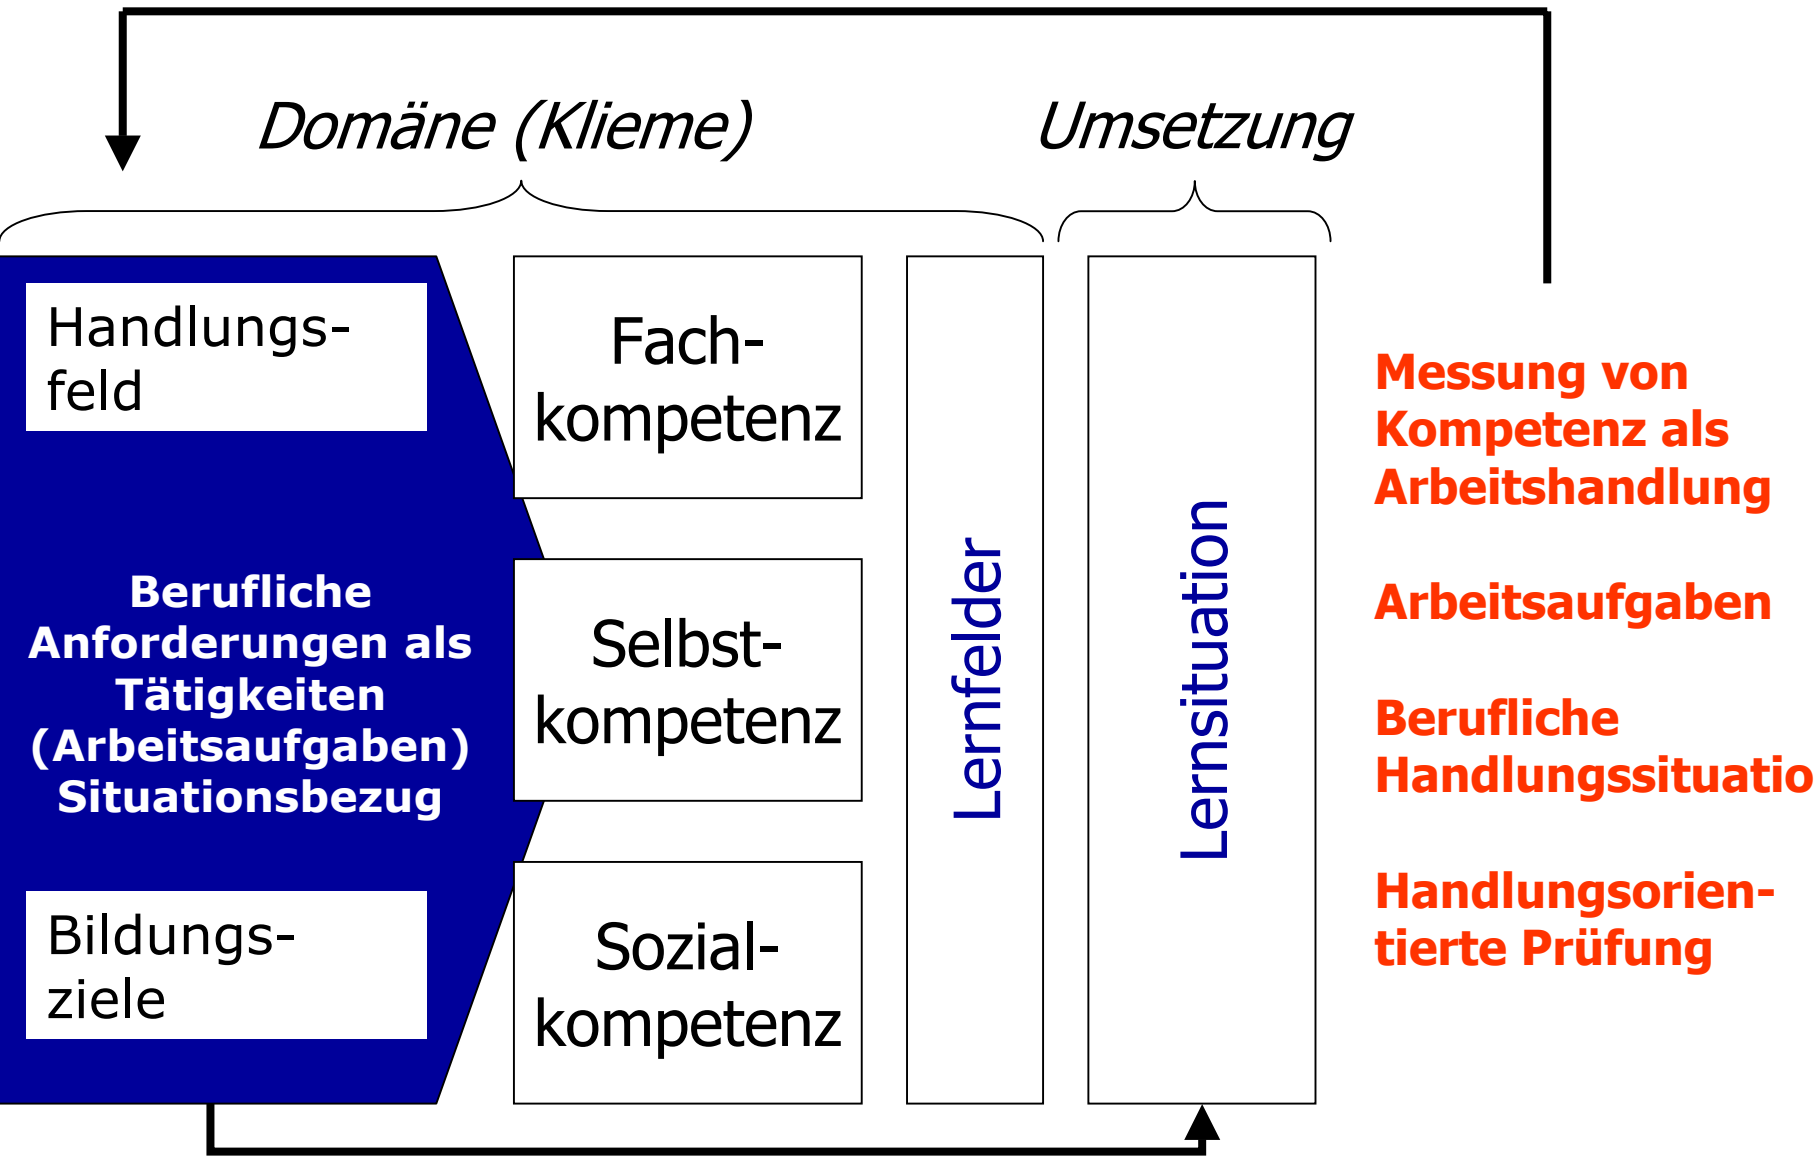 Domäne (Klieme)
Umsetzung
Handlungs-
feld
Berufliche
Anforderungen als
Tätigkeiten
(Arbeitsaufgaben)
Situationsbezug
Bildungs-
ziele
Fach-
kompetenz
Selbst-
kompetenz
Sozial-
kompetenz
Lernfelder
Lernsituation
Messung von
Kompetenz als
Arbeitshandlung
Arbeitsaufgaben
Berufliche
Handlungssituatio
Handlungsorien-
tierte Prüfung